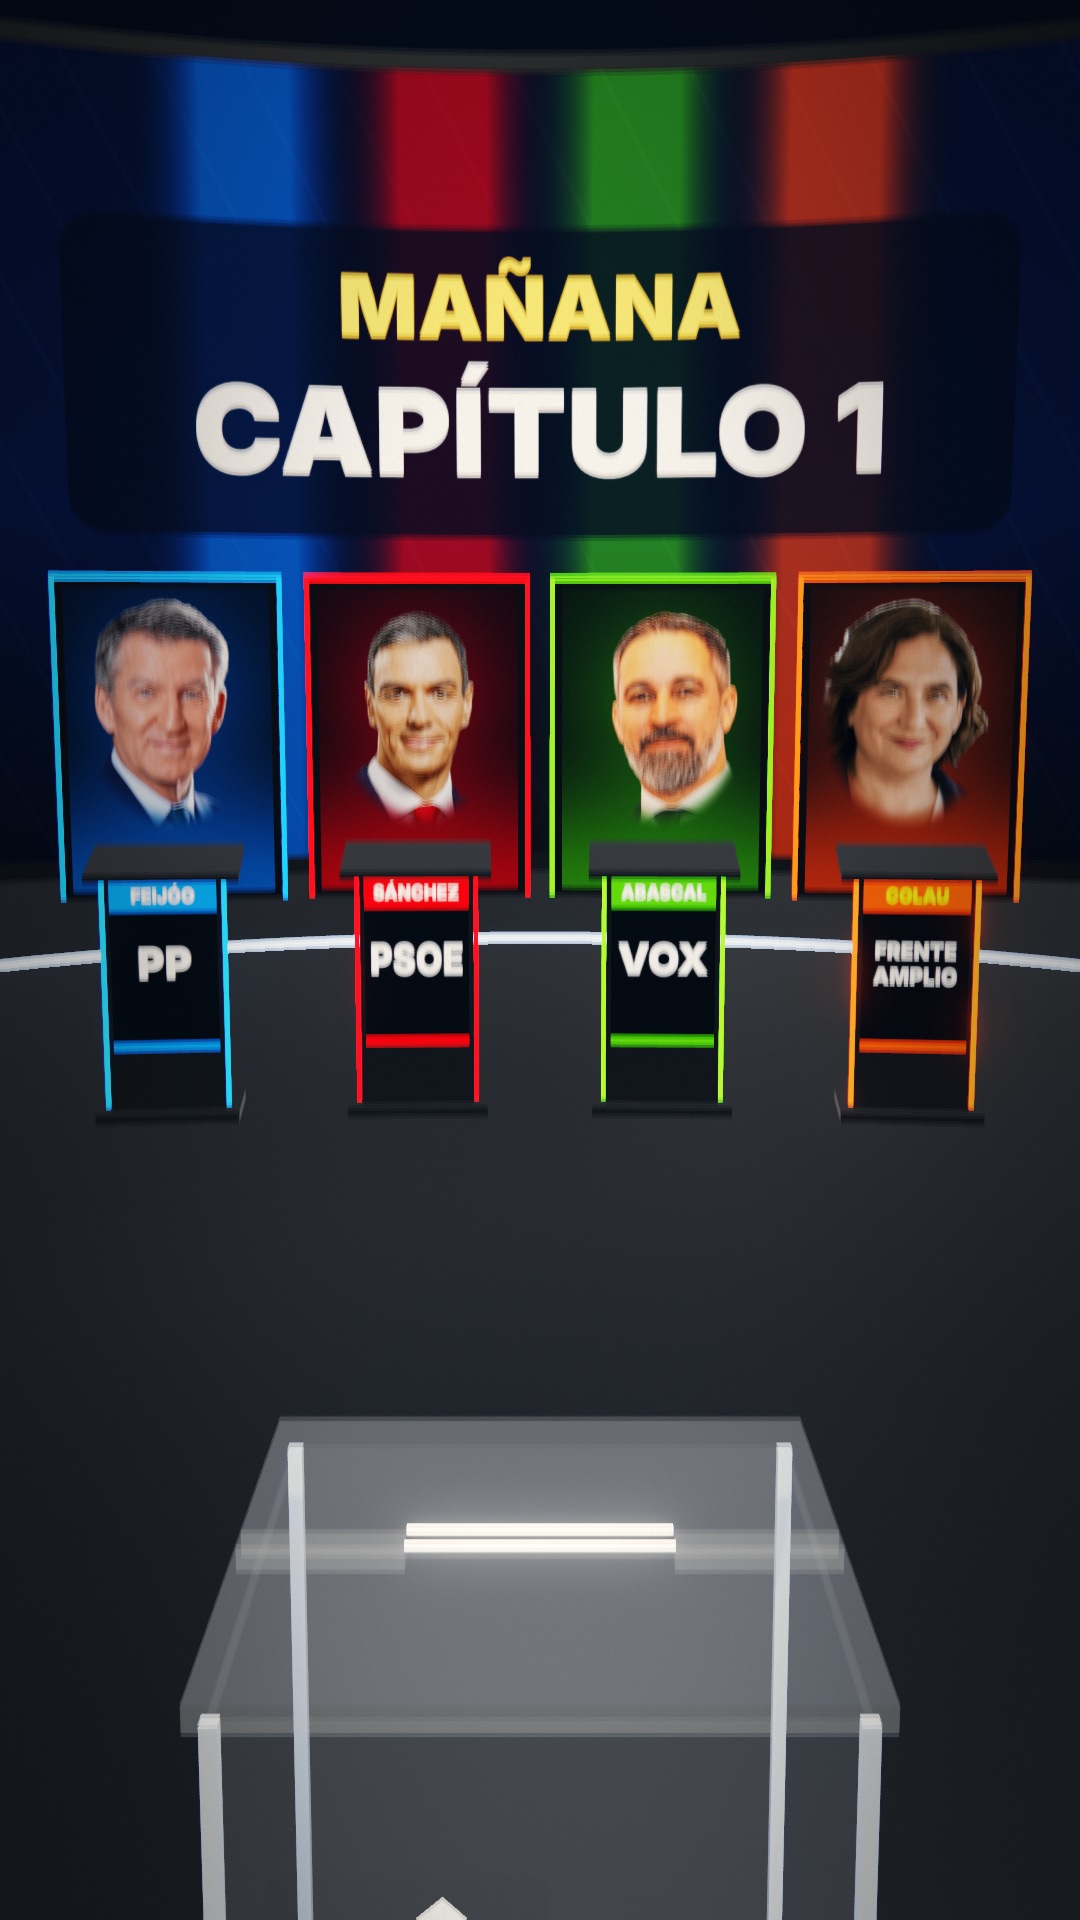 MAÑANA
CAPÍTULO 1
FEIJÓO
SÁNCHEZ
ABASCAL
COLAU
PP
PSOE
VOX
FRENTE
AMPLIO